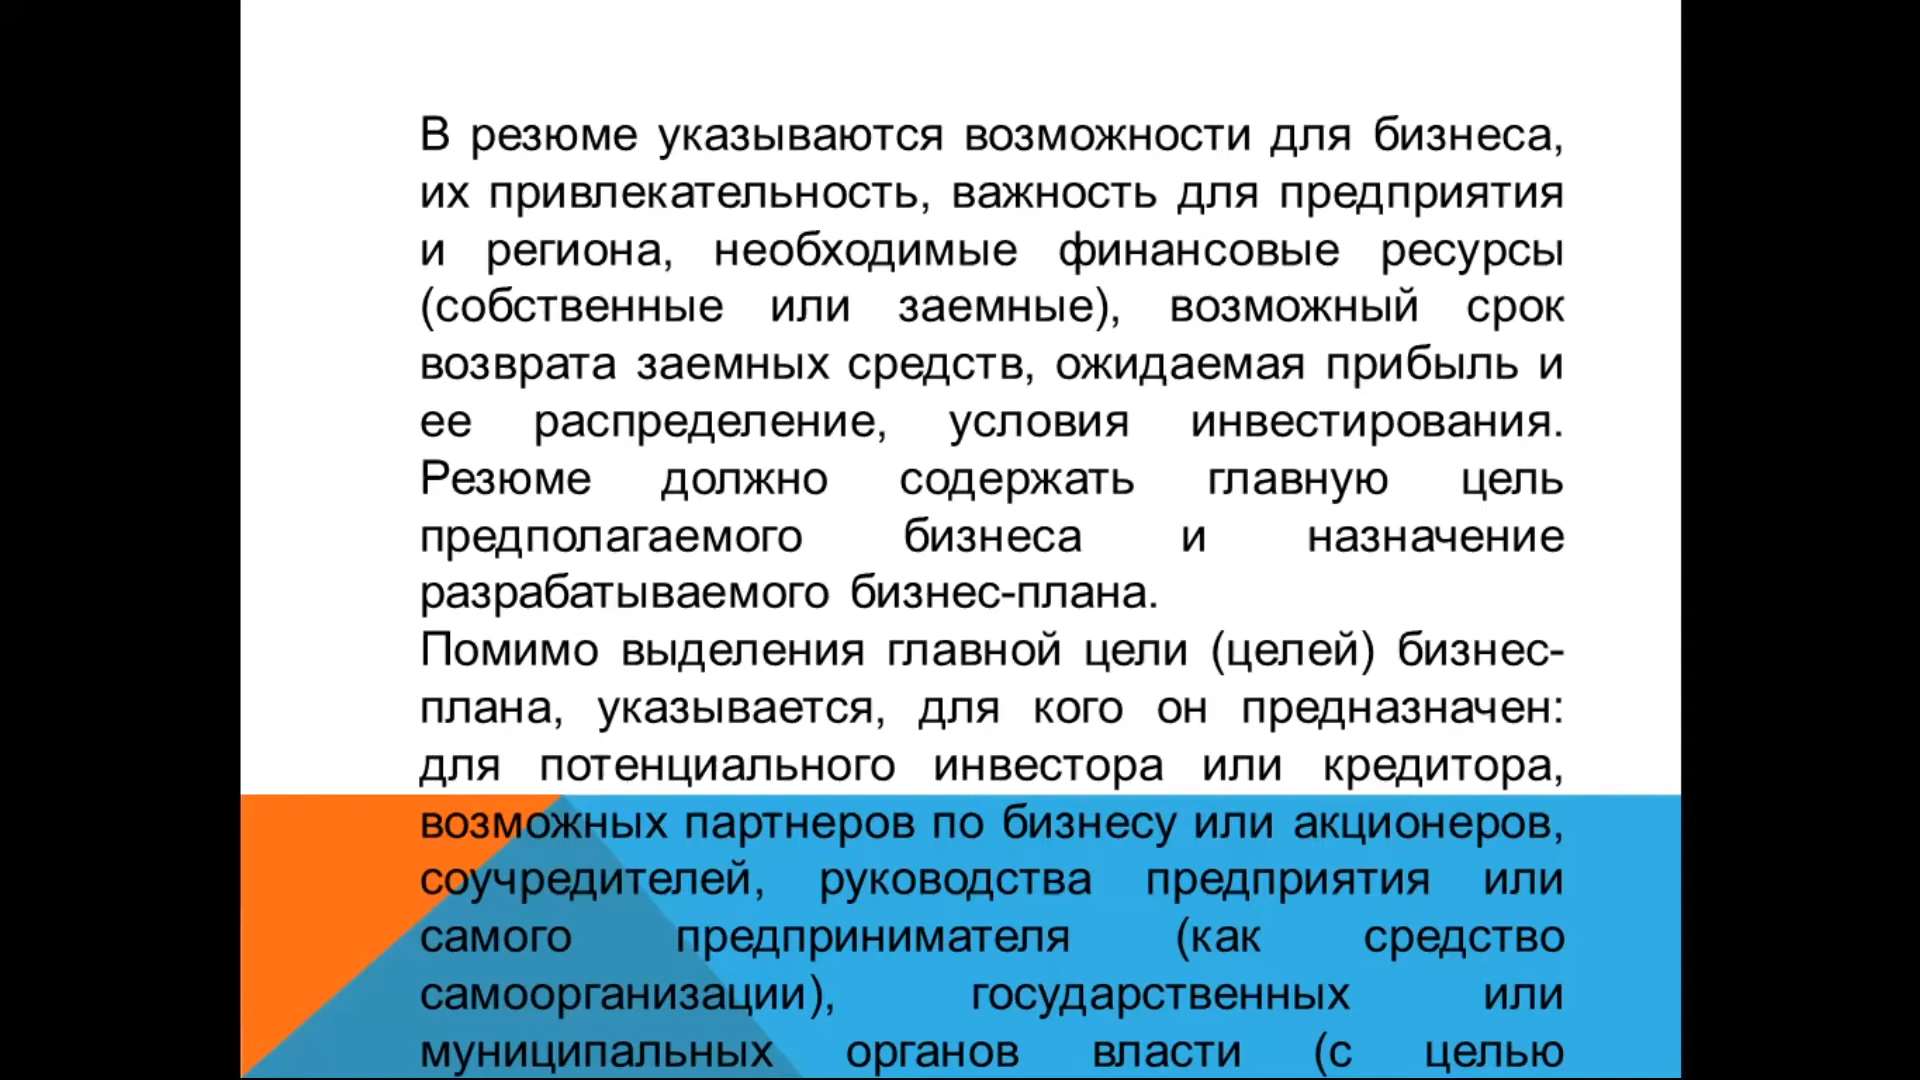 В резюме указываются возможности для бизнеса,
их привлекательность, важность для предприятия
и региона, необходимые финансовые ресурсы
(собственные или заемные), возможный срок
возврата заемных средств, ожидаемая прибыль и
ее распределение, условия инвестирования.
Резюме должно содержать главную цель
предполагаемого бизнеса и назначение
разрабатываемого бизнес-плана.
Помимо выделения главной цели (целей) бизнес-
плана, указывается, для кого он предназначен:
для потенциального инвестора или кредитора,
возможных партнеров по бизнесу или акционеров,
соучредителей, руководства предприятия или
самого предпринимателя (как средство
самоорганизации), государственных или
муниципальных органов власти (с целью